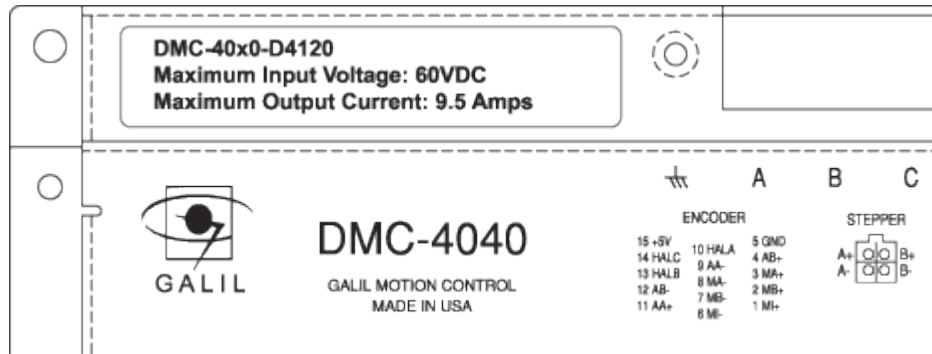 DMC-40x0-D4120
Maximum Input Voltage: 60VDC
Maximum Output Current: 9.5 Amps
A B C
GALIL
DMC-4040
GALIL MOTION CONTROL
MADE IN USA
ENCODER
15 +5V 10 HALA 5 GND
14 HALC 9 AA- 4 AB+
13 HALB 8 MA- 3 MA+
12 AB- 7 MB- 2 MB+
11 AA+ 6 MI- 1 MI+
STEPPER
A+ B+
A- B-